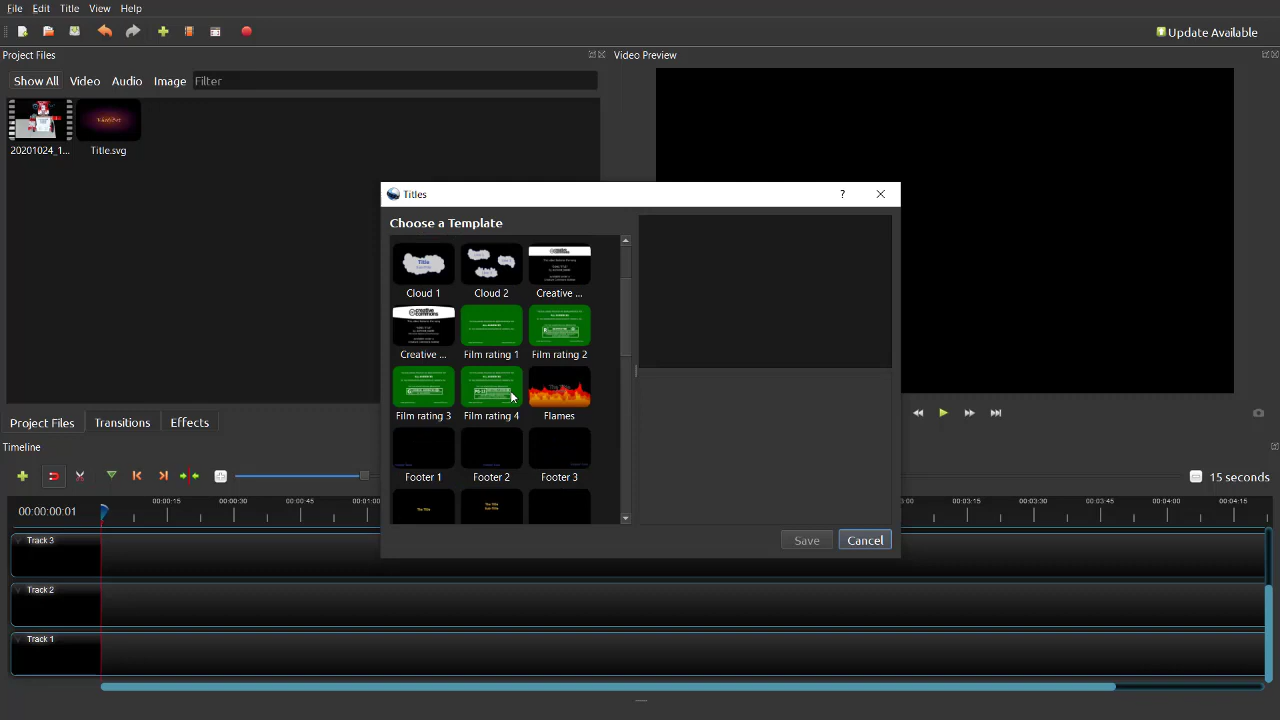 File Edit Title View Help
Update Available
Project Files
Video Preview
Show All Video Audio Image Filter
20201024_1...
Title.svg
Titles
?
Choose a Template
Cloud 1
Cloud 2
Creative ...
Creative ...
Film rating 1
Film rating 2
Film rating 3
Film rating 4
Flames
Footer 1
Footer 2
Footer 3
Save
Cancel
Project Files Transitions Effects
Timeline
15 seconds
00:00:00:01
00:00:15
00:00:30
00:00:45
00:03:15
00:03:30
00:03:45
00:04:00
00:04:15
Track 3
Track 2
Track 1